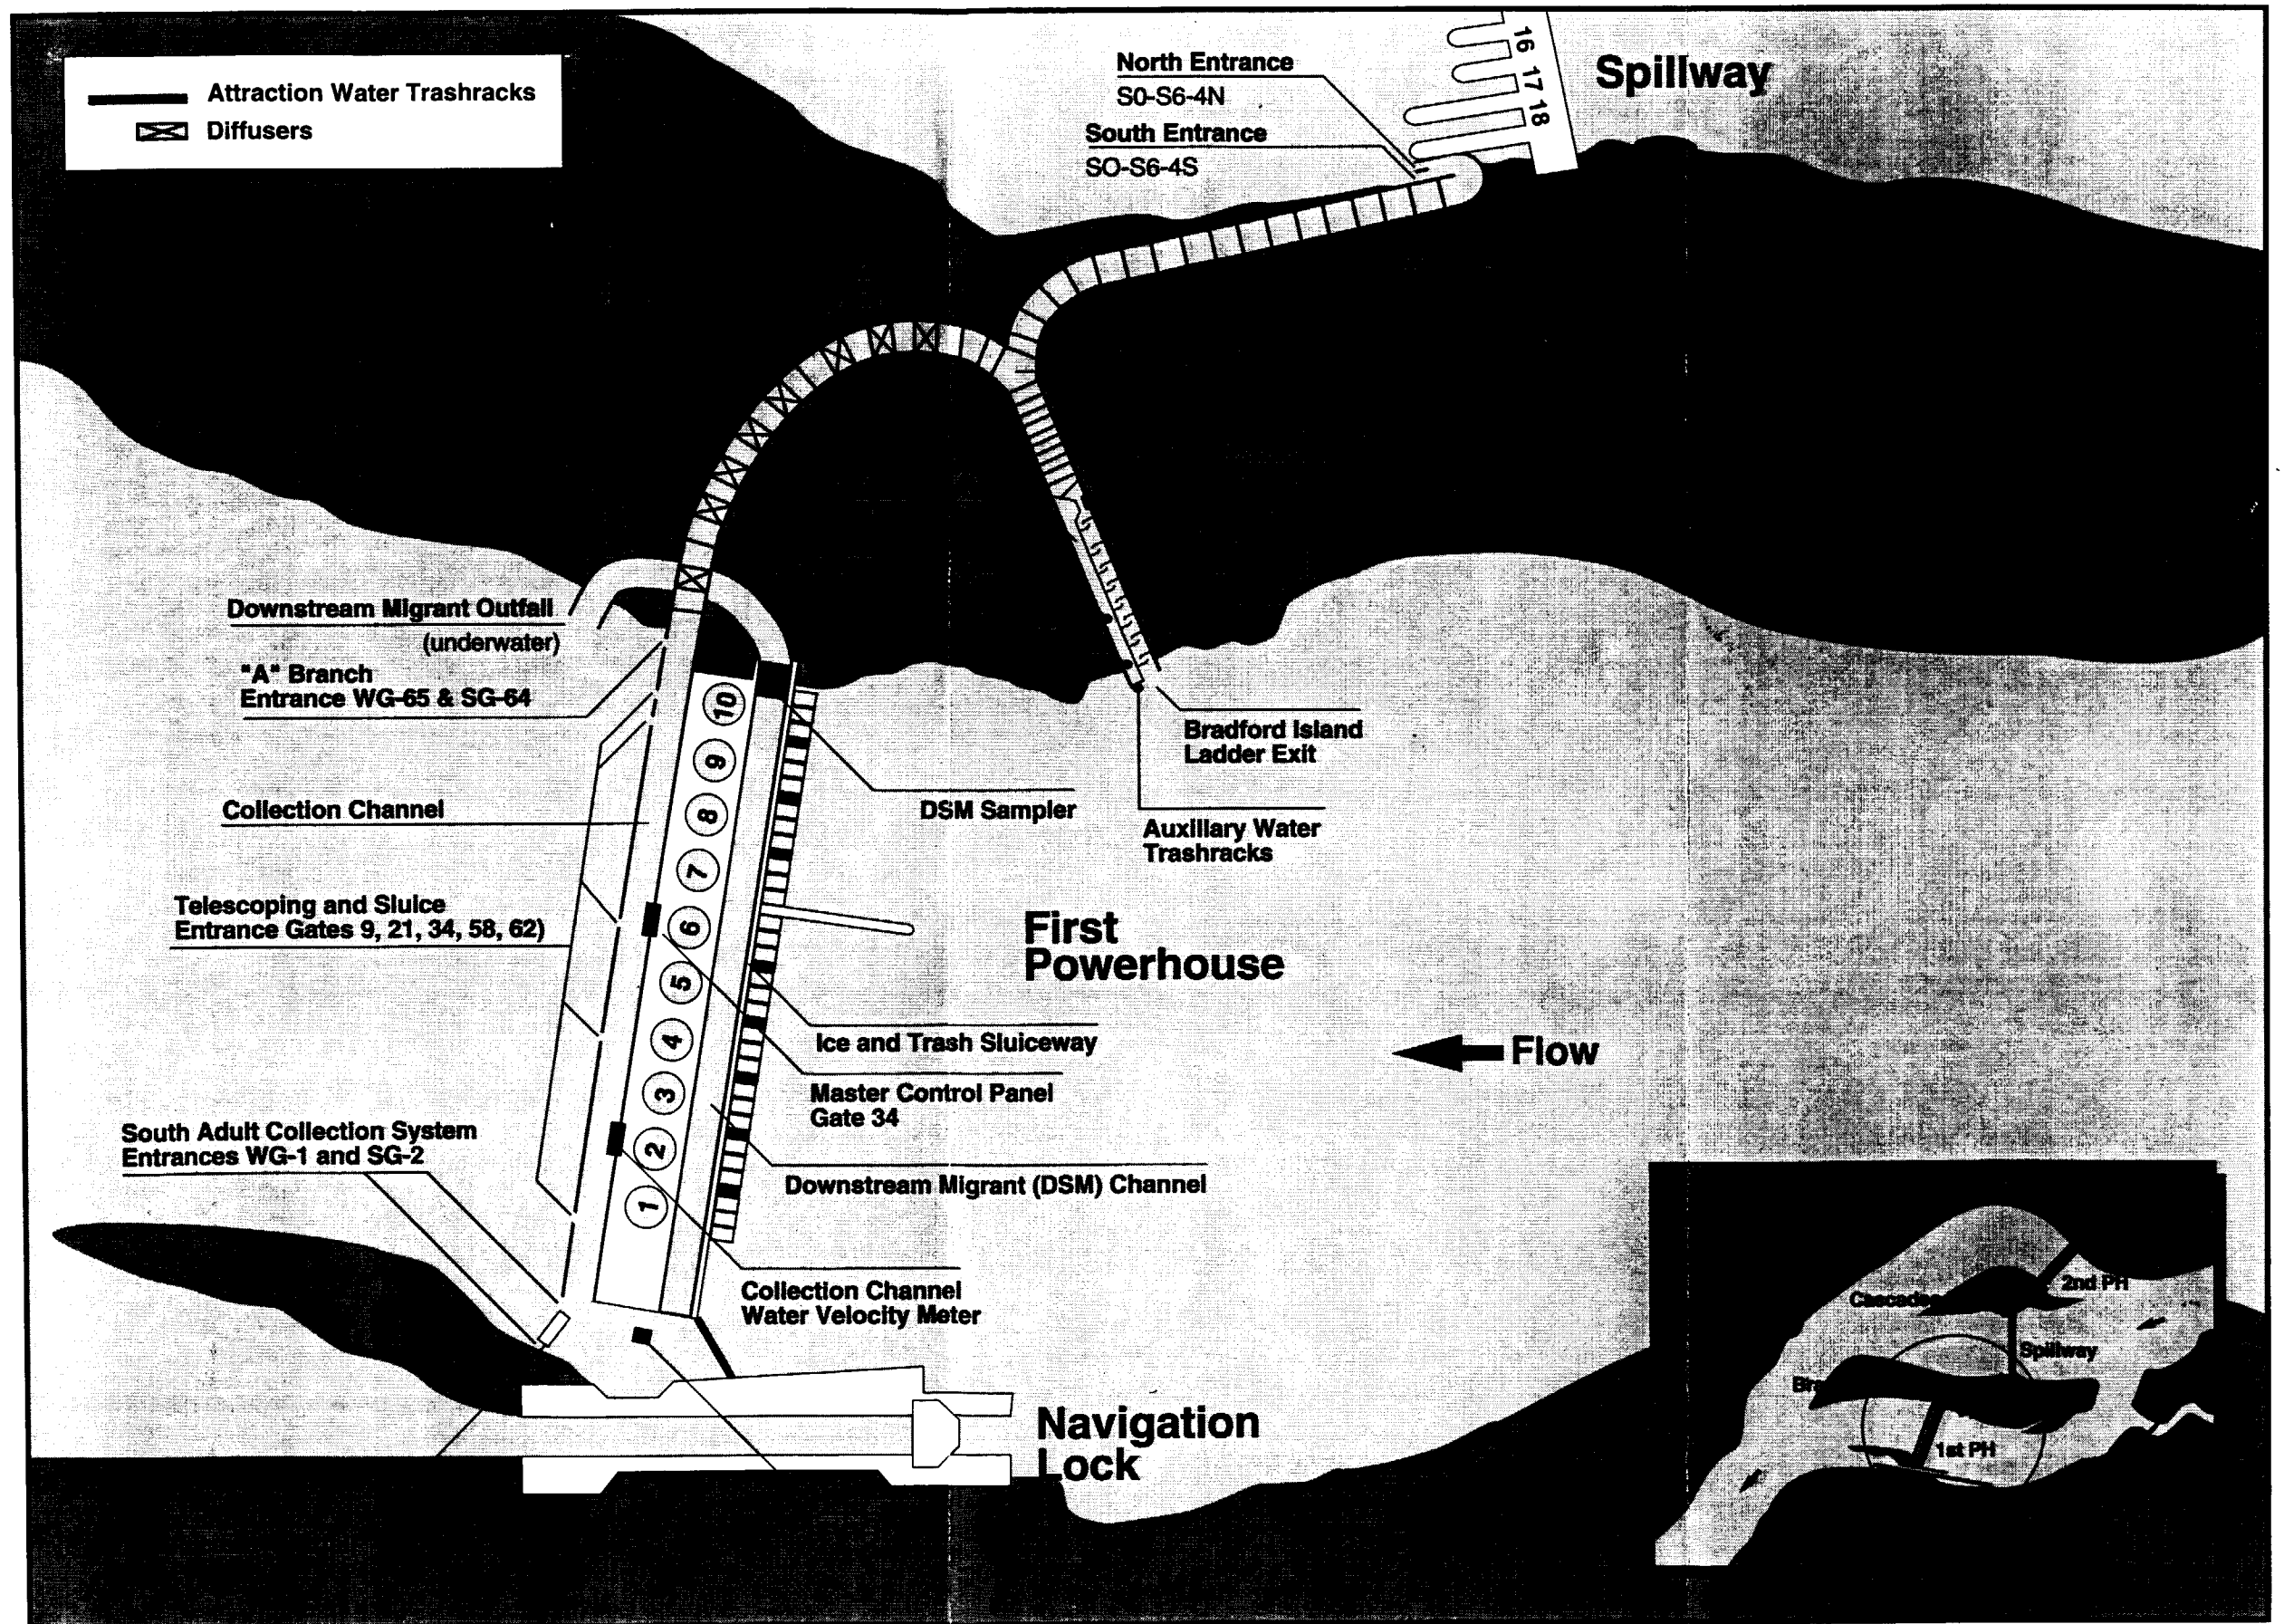 Attraction Water Trashracks
Diffusers
North Entrance
S0-S6-4N
South Entrance
SO-S6-4S
16
17
18
Spillway
Downstream Migrant Outfall
(underwater)
"A" Branch
Entrance WG-65 & SG-64
Collection Channel
Telescoping and Sluice
Entrance Gates 9, 21, 34, 58, 62)
South Adult Collection System
Entrances WG-1 and SG-2
10
9
8
7
6
5
4
3
2
1
Bradford Island
Ladder Exit
DSM Sampler
Auxiliary Water
Trashracks
First
Powerhouse
Ice and Trash Sluiceway
Flow
Master Control Panel
Gate 34
Downstream Migrant (DSM) Channel
Collection Channel
Water Velocity Meter
Navigation
Lock
2nd PH
Spillway
1st PH